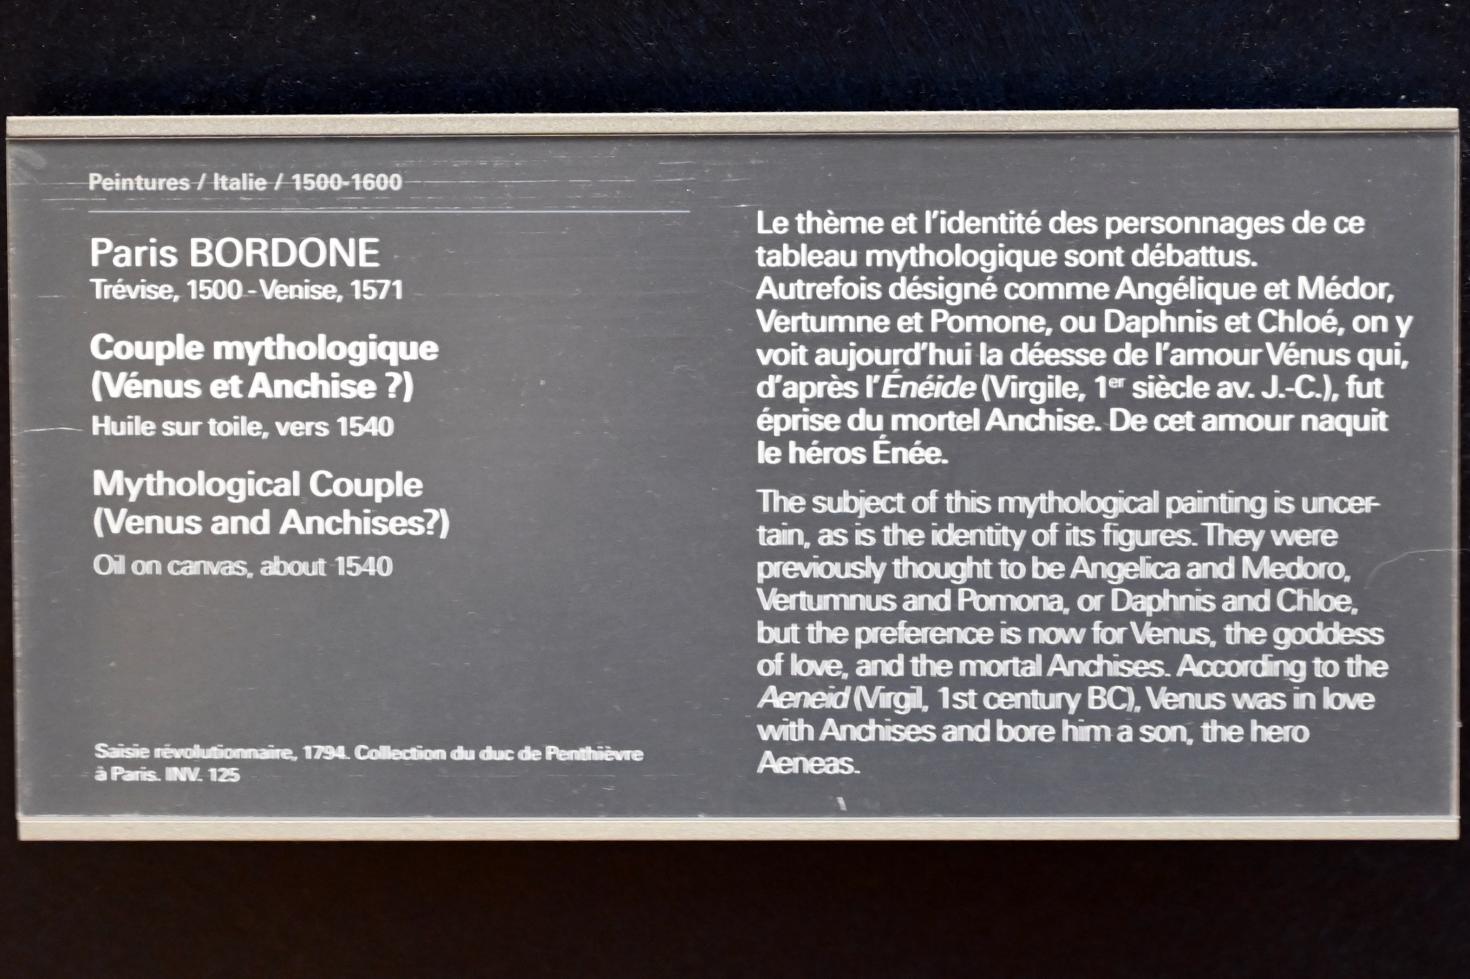 Peintures / Italie / 1500-1600
Paris BORDONE
Trévise, 1500 - Venise, 1571
Couple mythologique
(Vénus et Anchise ?)
Huile sur toile, vers 1540
Mythological Couple
(Venus and Anchises?)
Oil on canvas, about 1540
Saisie révolutionnaire, 1794. Collection du duc de Penthièvre
à Paris. INV. 125
Le thème et l'identité des personnages de ce
tableau mythologique sont débattus.
Autrefois désigné comme Angélique et Médor,
Vertumne et Pomone, ou Daphnis et Chloé, on y
voit aujourd'hui la déesse de l'amour Vénus qui,
d'après l'Énéide (Virgile, 1er siècle av. J.-C.), fut
éprise du mortel Anchise. De cet amour naquit
le héros Énée.
The subject of this mythological painting is uncer-
tain, as is the identity of its figures. They were
previously thought to be Angelica and Medoro,
Vertumnus and Pomona, or Daphnis and Chloe,
but the preference is now for Venus, the goddess
of love, and the mortal Anchises. According to the
Aeneid (Virgil, 1st century BC), Venus was in love
with Anchises and bore him a son, the hero
Aeneas.